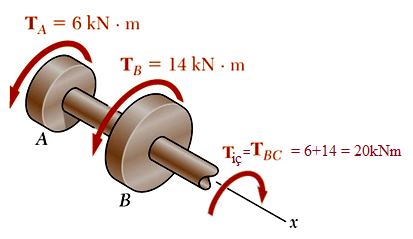 T_A = 6 kN · m
T_B = 14 kN · m
A
T_iç=T_BC = 6+14 = 20kNm
B
x